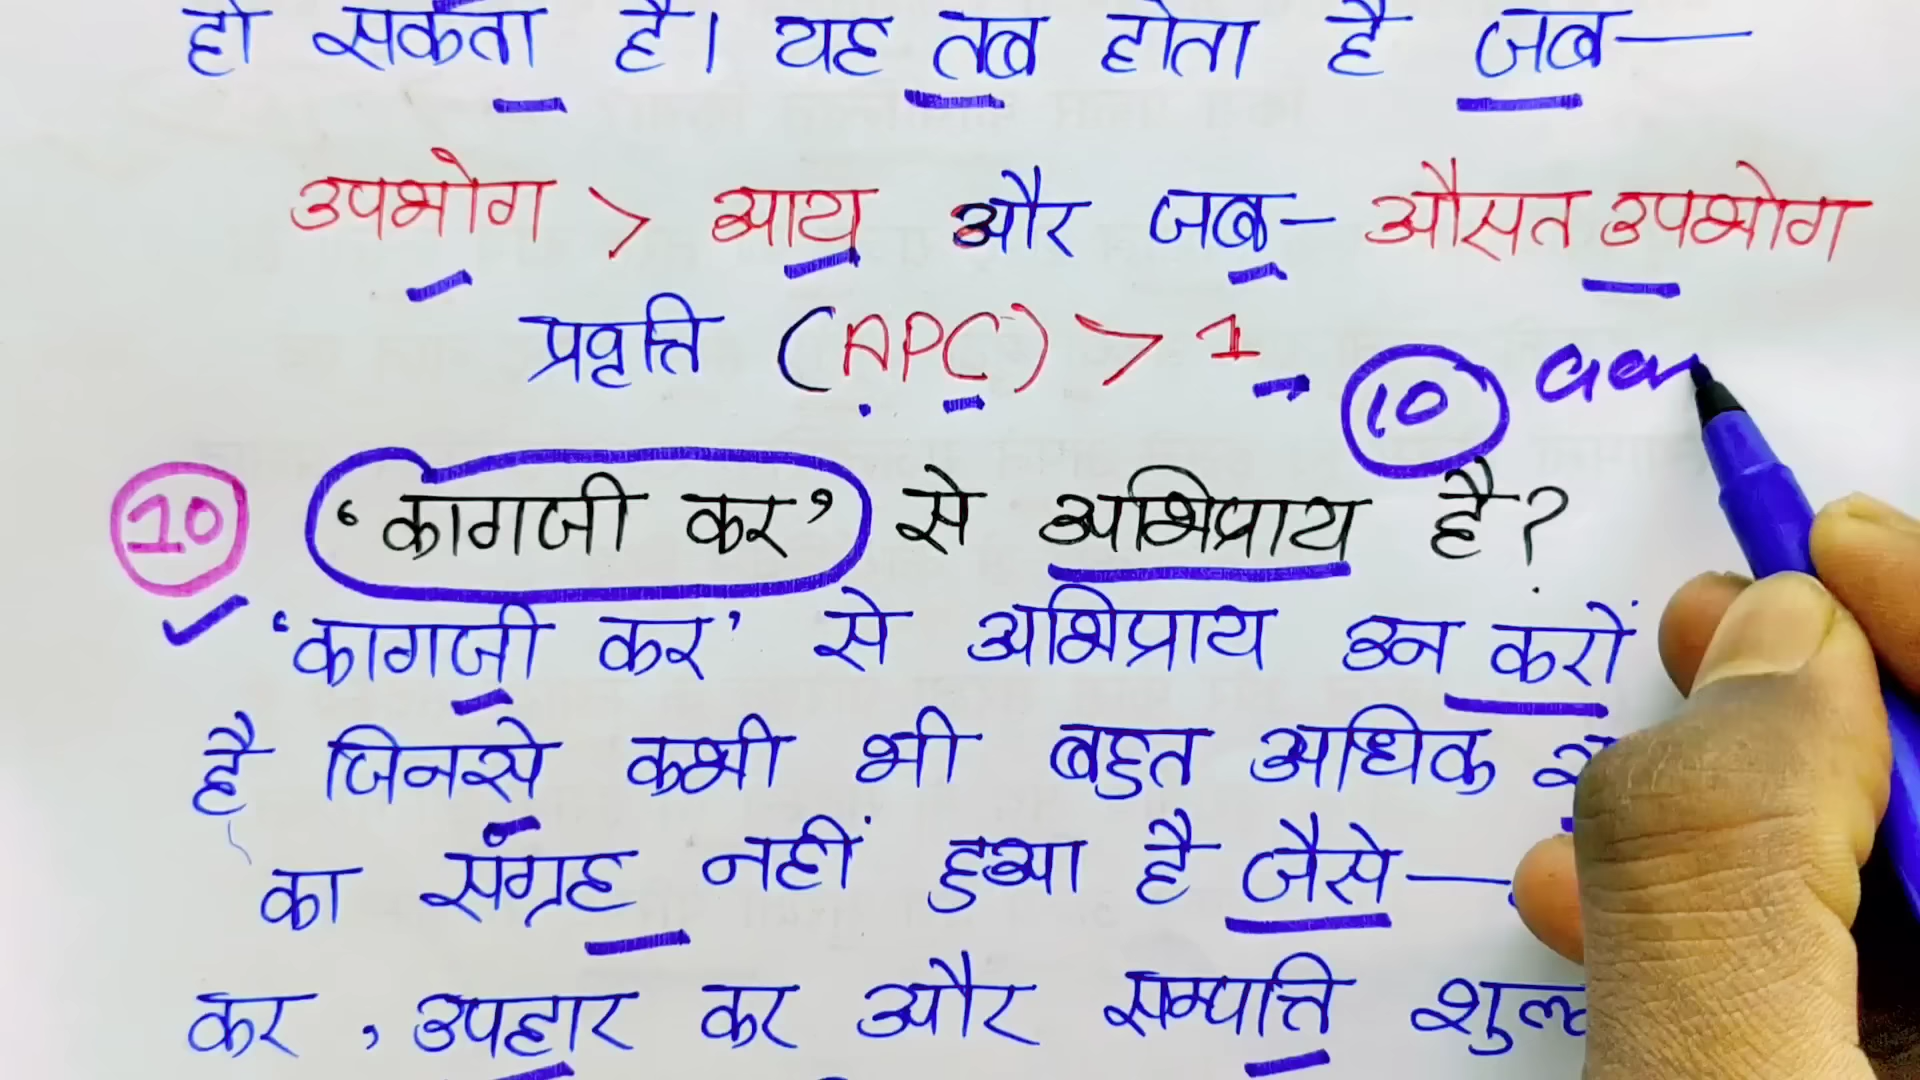 हो सकता है। यह तब होता है जब—
उपभोग > आय और जब- औसत उपभोग
प्रवृत्ति (APC) > 1
10
10 'कागजी कर' से अभिप्राय है?
'कागजी कर' से अभिप्राय उन करों
है जिनसे कभी भी बहुत अधिक
का संग्रह नहीं हुआ है जैसे—
कर, उपहार कर और सम्पत्ति